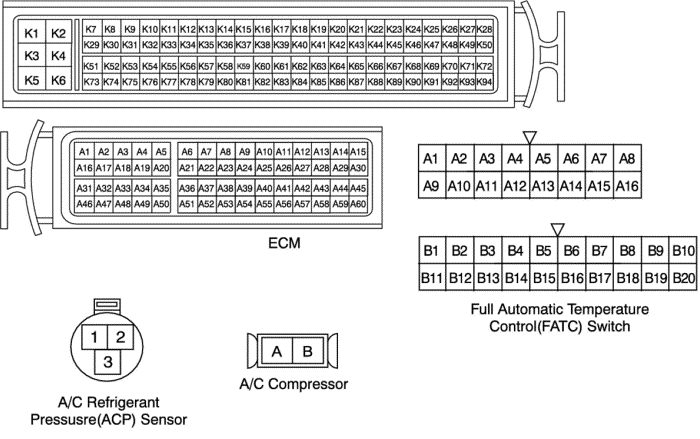 K1 K2 K7 K8 K9 K10 K11 K12 K13 K14 K15 K16 K17 K18 K19 K20 K21 K22 K23 K24 K25 K26 K27 K28
K3 K4 K29 K30 K31 K32 K33 K34 K35 K36 K37 K38 K39 K40 K41 K42 K43 K44 K45 K46 K47 K48 K49 K50
K51 K52 K53 K54 K55 K56 K57 K58 K59 K60 K61 K62 K63 K64 K65 K66 K67 K68 K69 K70 K71 K72
K5 K6 K73 K74 K75 K76 K77 K78 K79 K80 K81 K82 K83 K84 K85 K86 K87 K88 K89 K90 K91 K92 K93 K94
A1 A2 A3 A4 A5 A6 A7 A8 A9 A10 A11 A12 A13 A14 A15
A16 A17 A18 A19 A20 A21 A22 A23 A24 A25 A26 A27 A28 A29 A30
A31 A32 A33 A34 A35 A36 A37 A38 A39 A40 A41 A42 A43 A44 A45
A46 A47 A48 A49 A50 A51 A52 A53 A54 A55 A56 A57 A58 A59 A60
ECM
A1 A2 A3 A4 A5 A6 A7 A8
A9 A10 A11 A12 A13 A14 A15 A16
B1 B2 B3 B4 B5 B6 B7 B8 B9 B10
B11 B12 B13 B14 B15 B16 B17 B18 B19 B20
Full Automatic Temperature
Control(FATC) Switch
1 2
3
A/C Refrigerant
Pressusre(ACP) Sensor
A B
A/C Compressor